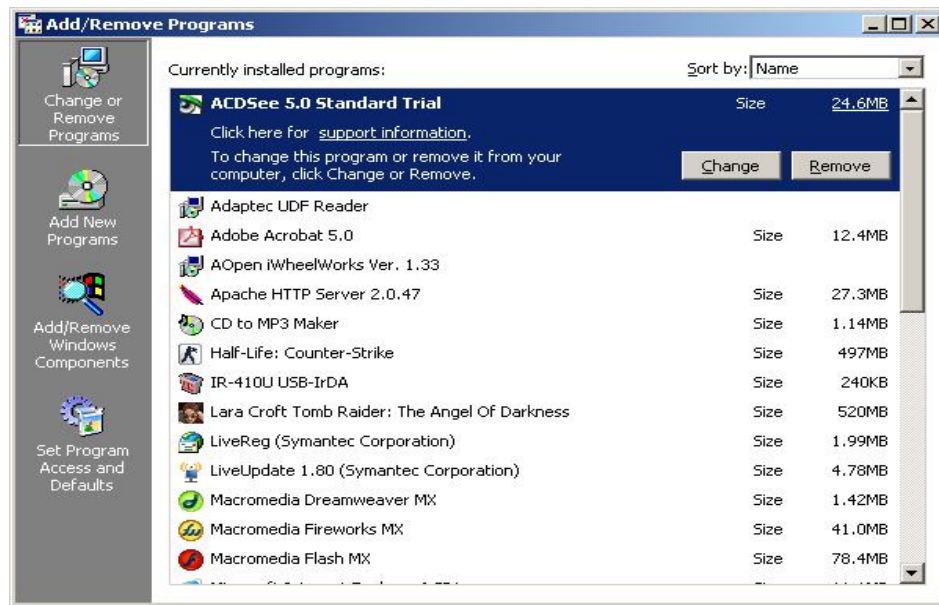 Add/Remove Programs
Change or
Remove
Programs
Add New
Programs
Add/Remove
Windows
Components
Set Program
Access and
Defaults
Currently installed programs:
Sort by: Name
ACDSee 5.0 Standard Trial Size 24.6MB
Click here for support information.
To change this program or remove it from your
computer, click Change or Remove.
Change Remove
Adaptec UDF Reader
Adobe Acrobat 5.0 Size 12.4MB
AOpen iWheelWorks Ver. 1.33
Apache HTTP Server 2.0.47 Size 27.3MB
CD to MP3 Maker Size 1.14MB
Half-Life: Counter-Strike Size 497MB
IR-410U USB-IrDA Size 240KB
Lara Croft Tomb Raider: The Angel Of Darkness Size 520MB
LiveReg (Symantec Corporation) Size 1.99MB
LiveUpdate 1.80 (Symantec Corporation) Size 4.78MB
Macromedia Dreamweaver MX Size 1.42MB
Macromedia Fireworks MX Size 41.0MB
Macromedia Flash MX Size 78.4MB